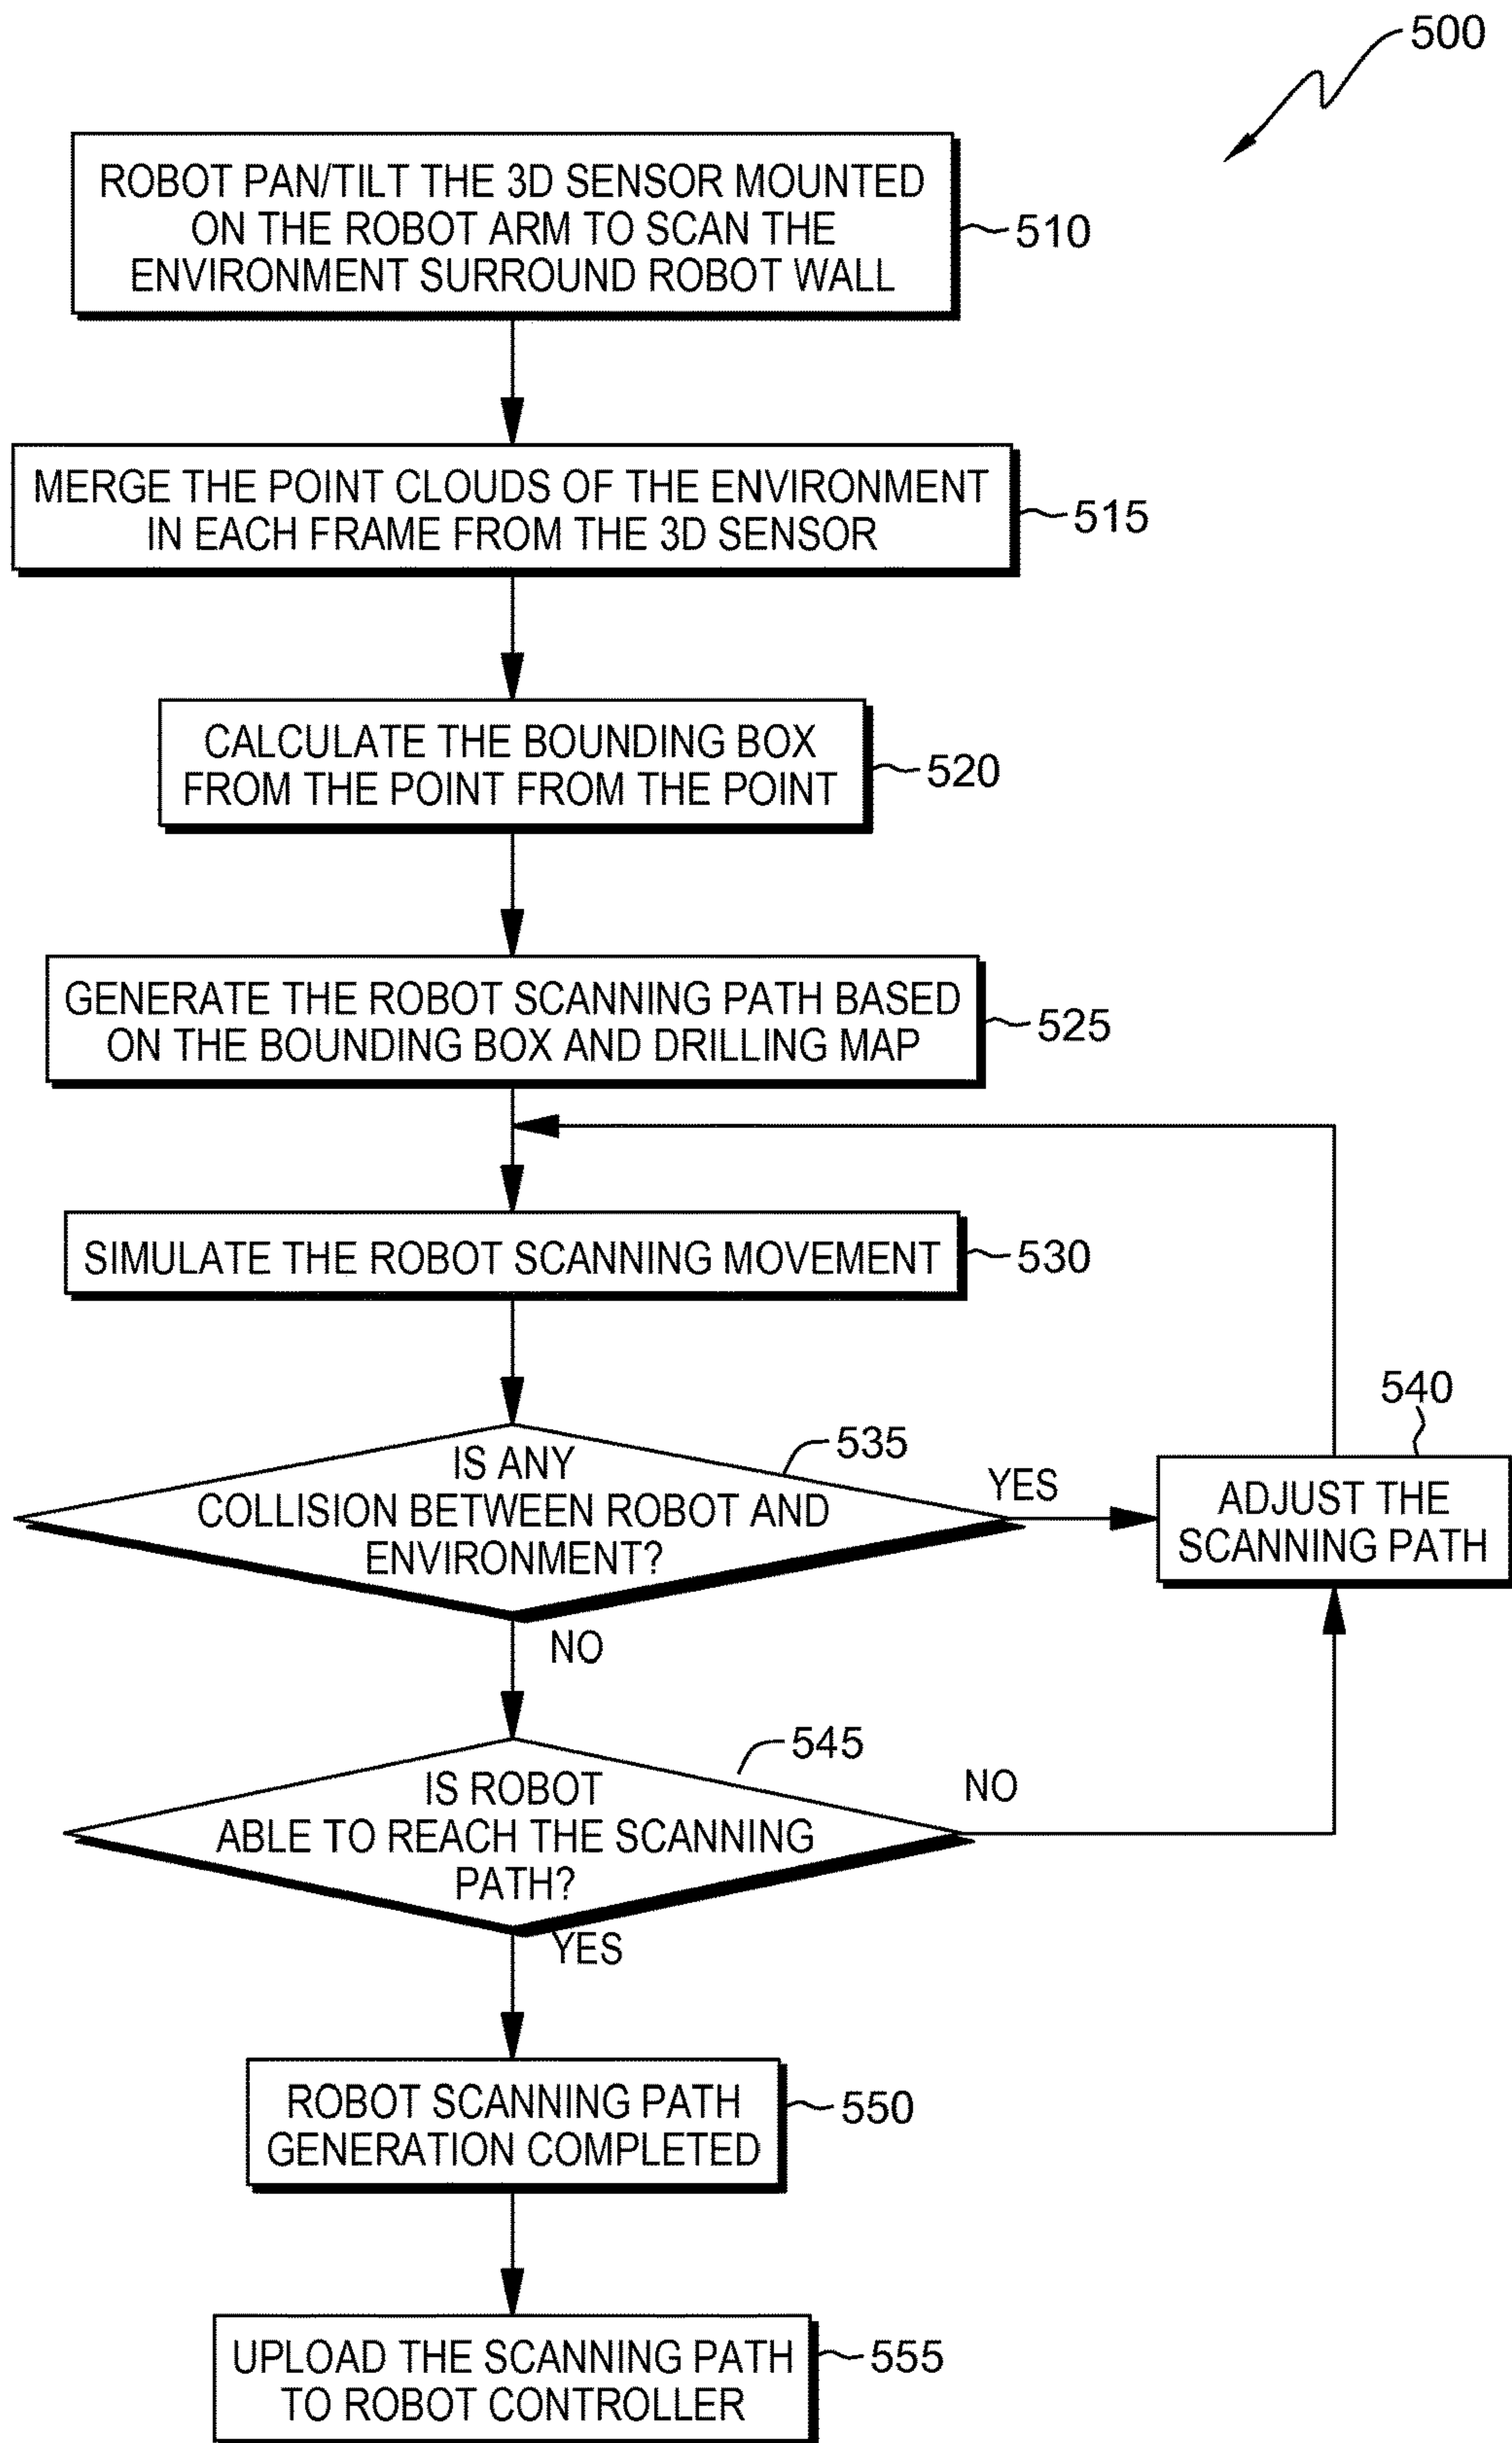 500
ROBOT PAN/TILT THE 3D SENSOR MOUNTED
ON THE ROBOT ARM TO SCAN THE
ENVIRONMENT SURROUND ROBOT WALL
510
MERGE THE POINT CLOUDS OF THE ENVIRONMENT
IN EACH FRAME FROM THE 3D SENSOR
515
CALCULATE THE BOUNDING BOX
FROM THE POINT FROM THE POINT
520
GENERATE THE ROBOT SCANNING PATH BASED
ON THE BOUNDING BOX AND DRILLING MAP
525
SIMULATE THE ROBOT SCANNING MOVEMENT
530
IS ANY
COLLISION BETWEEN ROBOT AND
ENVIRONMENT?
535
YES
540
ADJUST THE
SCANNING PATH
NO
IS ROBOT
ABLE TO REACH THE SCANNING
PATH?
545
NO
YES
ROBOT SCANNING PATH
GENERATION COMPLETED
550
UPLOAD THE SCANNING PATH
TO ROBOT CONTROLLER
555